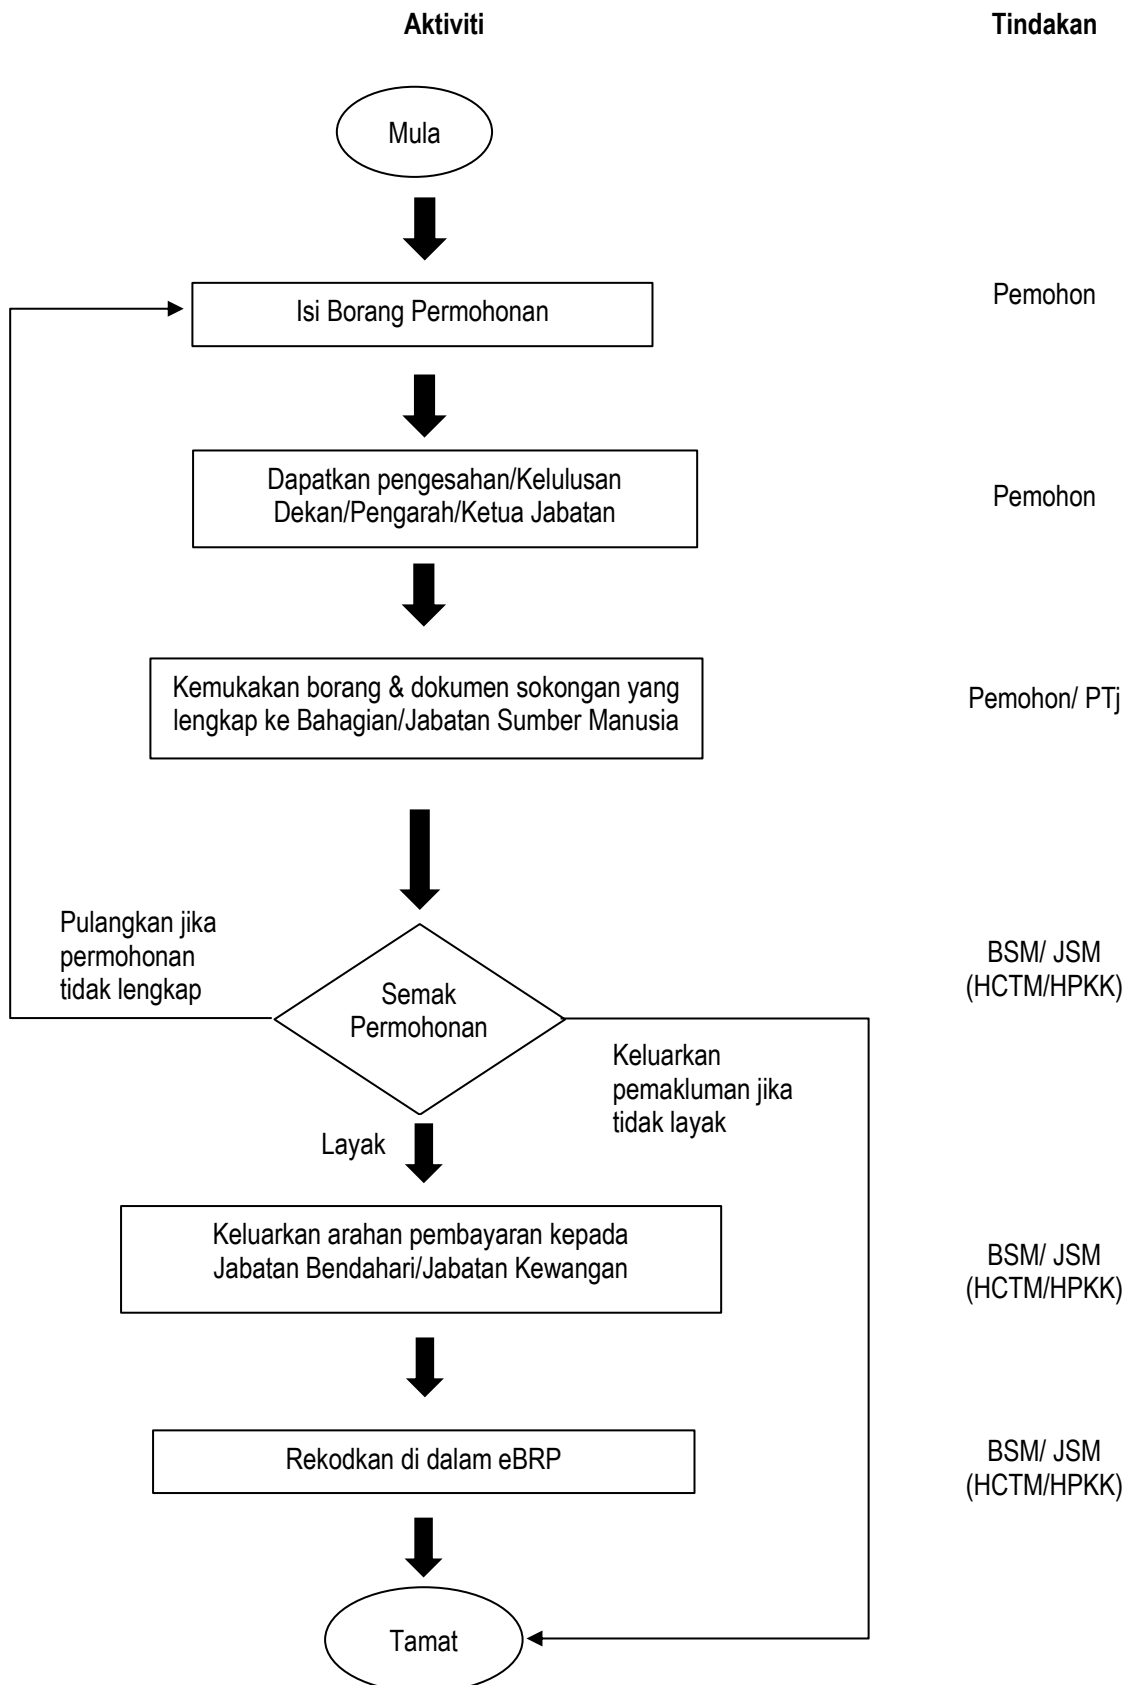 Aktiviti
Tindakan
Mula
Isi Borang Permohonan
Pemohon
Dapatkan pengesahan/Kelulusan
Dekan/Pengarah/Ketua Jabatan
Pemohon
Kemukakan borang & dokumen sokongan yang
lengkap ke Bahagian/Jabatan Sumber Manusia
Pemohon/ PTj
Pulangkan jika
permohonan
tidak lengkap
Semak
Permohonan
BSM/ JSM
(HCTM/HPKK)
Keluarkan
pemakluman jika
tidak layak
Layak
Keluarkan arahan pembayaran kepada
Jabatan Bendahari/Jabatan Kewangan
BSM/ JSM
(HCTM/HPKK)
Rekodkan di dalam eBRP
BSM/ JSM
(HCTM/HPKK)
Tamat